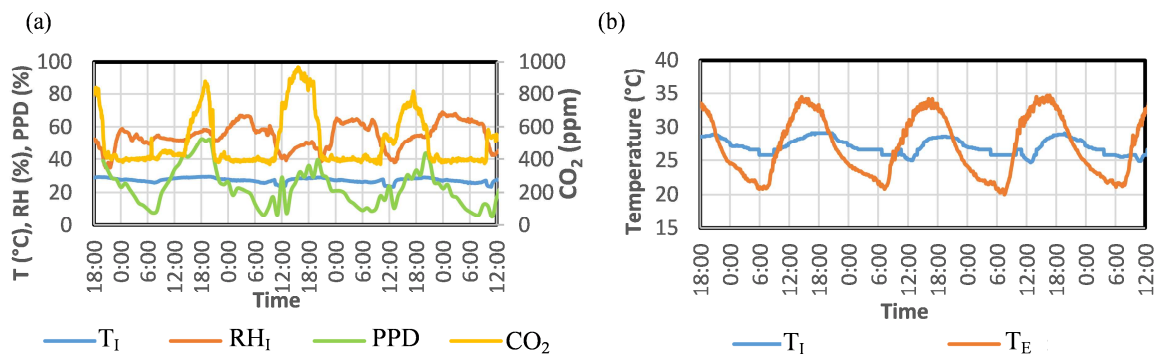 (a)
T (°C), RH (%), PPD (%)
100
80
60
40
20
0
1000
800
600
400
200
0
CO₂ (ppm)
18:00 0:00 6:00 12:00 18:00 0:00 6:00 12:00 18:00 0:00 6:00 12:00 18:00 0:00 6:00 12:00
Time
T_I RH_I PPD CO₂
(b)
Temperature (°C)
40
35
30
25
20
15
18:00 0:00 6:00 12:00 18:00 0:00 6:00 12:00 18:00 0:00 6:00 12:00 18:00 0:00 6:00 12:00
Time
T_I T_E